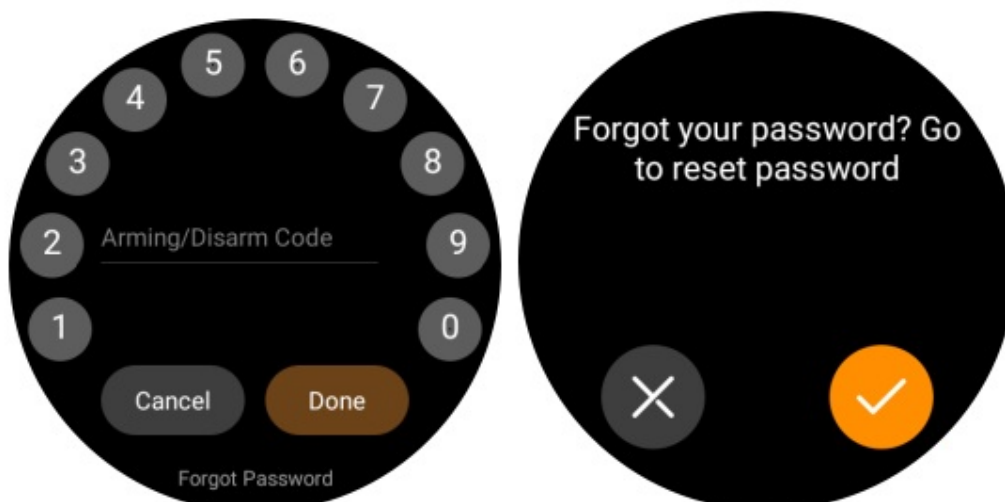 5
6
4
7
3
8
2
Arming/Disarm Code
9
1
0
Cancel
Done
Forgot Password
Forgot your password? Go
to reset password